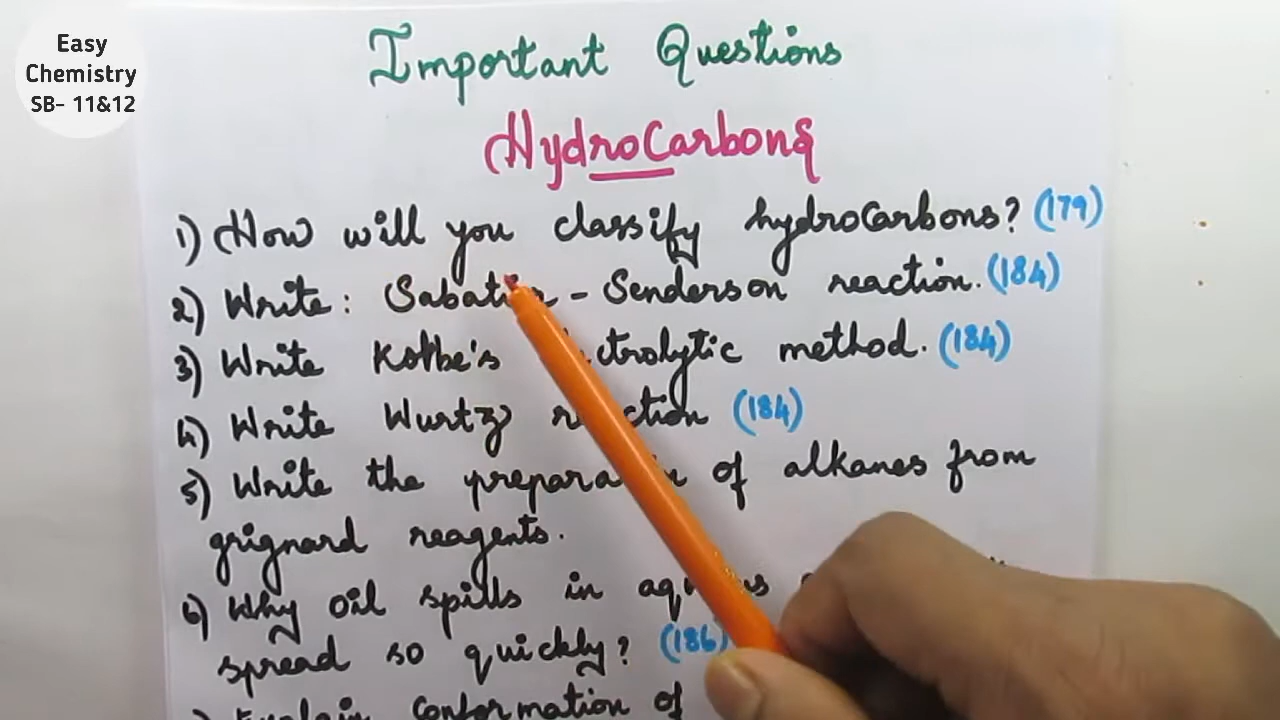 Easy
Chemistry
SB- 11&12
Important Questions
Hydrocarbons
1) How will you classify hydrocarbons? (179)
2) Write: - Senderson reaction. (184)
3) Write Kolbe's method. (184)
4) Write Wurtz (184)
5) Write the of alkanes from
grignard reagents.
6) Why oil spills in
spread so quickly? (186)
conformation of